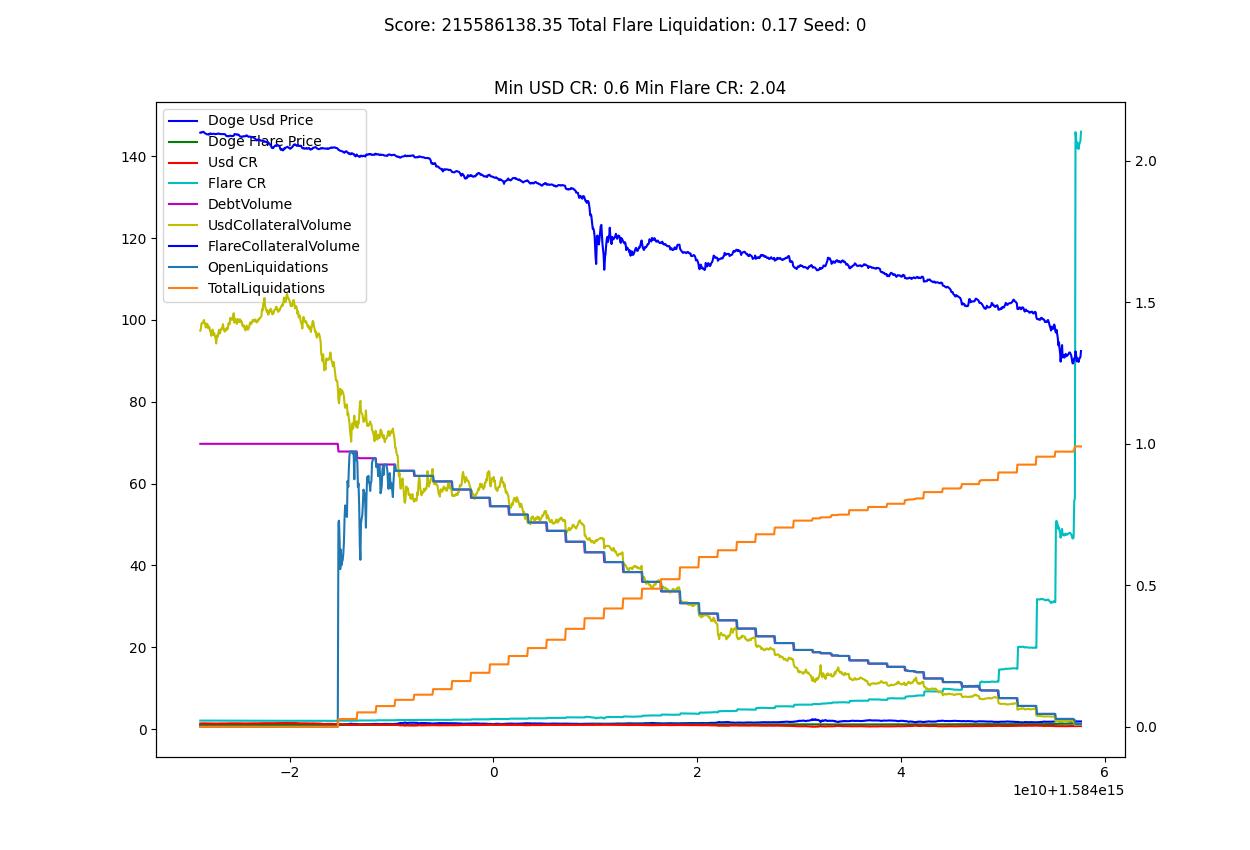 Score: 215586138.35 Total Flare Liquidation: 0.17 Seed: 0
Min USD CR: 0.6 Min Flare CR: 2.04
Doge Usd Price
Doge Flare Price
Usd CR
Flare CR
DebtVolume
UsdCollateralVolume
FlareCollateralVolume
OpenLiquidations
TotalLiquidations
140
120
100
80
60
40
20
0
2.0
1.5
1.0
0.5
0.0
−2
0
2
4
6
1e10+1.584e15